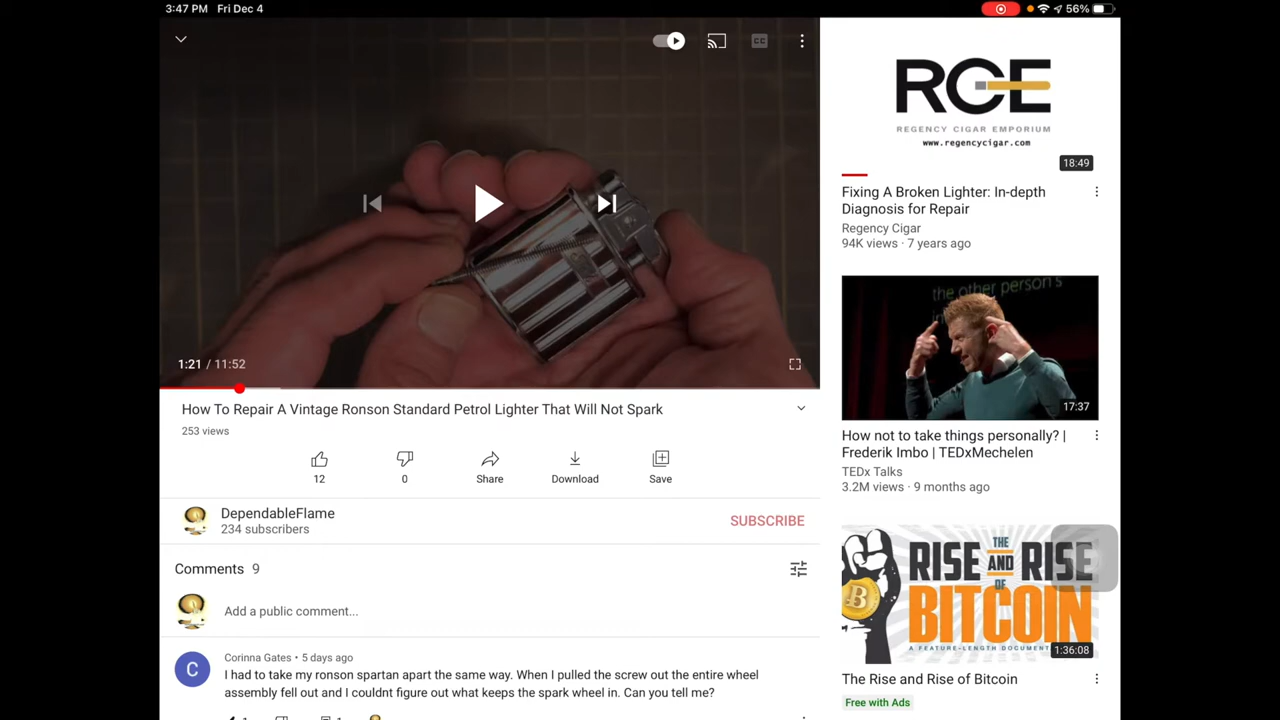 3:47 PM Fri Dec 4
56%
CC
1:21 / 11:52
How To Repair A Vintage Ronson Standard Petrol Lighter That Will Not Spark
253 views
12
0
Share
Download
Save
DependableFlame
234 subscribers
SUBSCRIBE
Comments 9
Add a public comment...
Corinna Gates • 5 days ago
I had to take my ronson spartan apart the same way. When I pulled the screw out the entire wheel
assembly fell out and I couldnt figure out what keeps the spark wheel in. Can you tell me?
C
RCE
REGENCY CIGAR EMPORIUM
www.regencycigar.com
18:49
Fixing A Broken Lighter: In-depth
Diagnosis for Repair
Regency Cigar
94K views · 7 years ago
the other person's
17:37
How not to take things personally? |
Frederik Imbo | TEDxMechelen
TEDx Talks
3.2M views · 9 months ago
THE
RISE AND RISE
OF
BITCOIN
A FEATURE-LENGTH DOCUMENT
1:36:08
The Rise and Rise of Bitcoin
Free with Ads